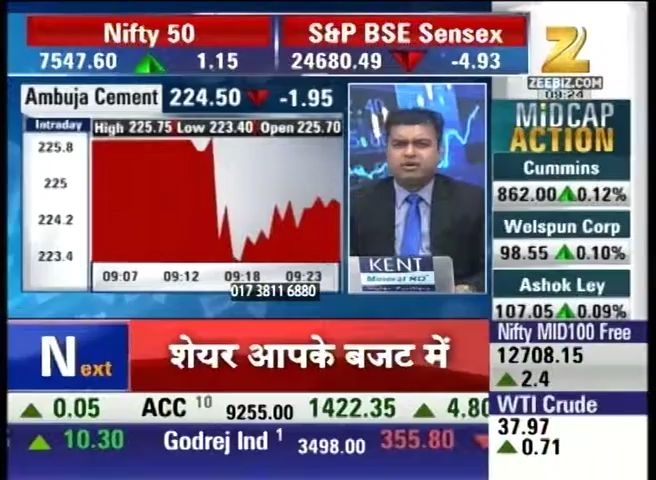 Nifty 50
7547.60 1.15
S&P BSE Sensex
24680.49 -4.93
Z
ZEEBIZ.COM
09:24
Ambuja Cement 224.50 -1.95
Intraday High 225.75 Low 223.40 Open 225.70
225.8
225
224.2
223.4
09:07 09:12 09:18 09:23
017 3811 6880
KENT
Mineral RO
MiDCAP
ACTION
Cummins
862.00 0.12%
Welspun Corp
98.55 0.10%
Ashok Ley
107.05 0.09%
Next
शेयर आपके बजट में
Nifty MID100 Free
12708.15
2.4
WTI Crude
37.97
0.71
0.05 ACC 10 9255.00 1422.35 4.80
10.30 Godrej Ind 1 3498.00 355.80